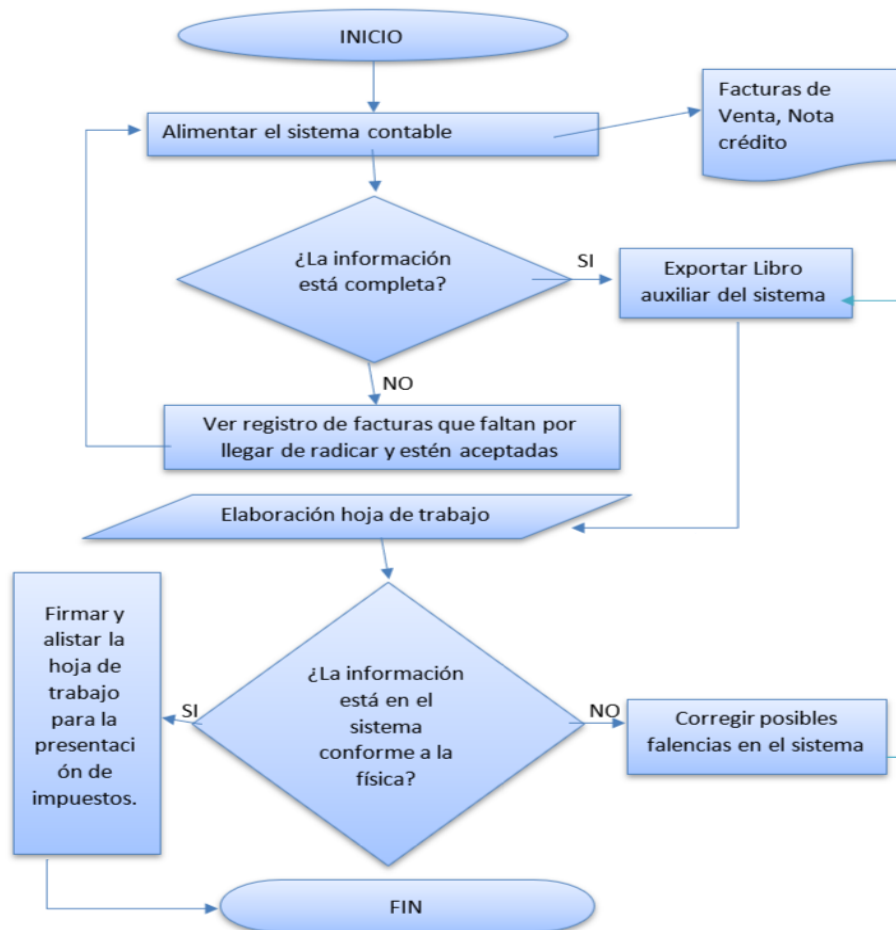 INICIO
Alimentar el sistema contable
Facturas de
Venta, Nota
crédito
¿La información
está completa?
SI
Exportar Libro
auxiliar del sistema
NO
Ver registro de facturas que faltan por
llegar de radicar y estén aceptadas
Elaboración hoja de trabajo
Firmar y
alistar la
hoja de
trabajo
para la
presentaci
ón de
impuestos.
SI
¿La información
está en el
sistema
conforme a la
física?
NO
Corregir posibles
falencias en el sistema
FIN